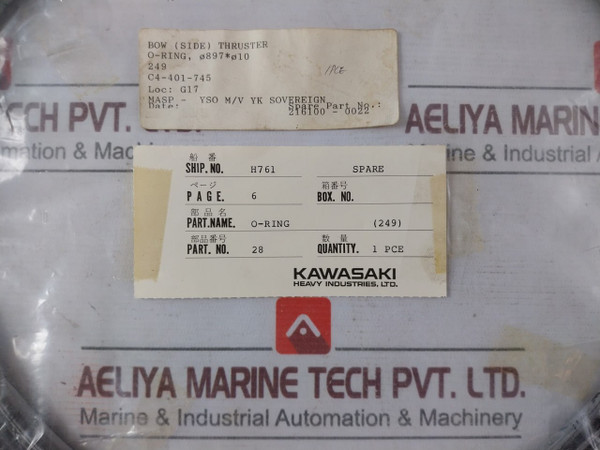 BOW (SIDE) THRUSTER
O-RING, ø897*ø10
249
C4-401-745
1PCE
Loc: G17
MASP - YSO M/V YK SOVEREIGN
Date: Spare Part No.:
216100 - 0022
TECH PVT. LTD.
AELIYA MARINE
mation & Mac
ne & Industrial A
船番
SHIP.NO. H761 SPARE
ページ 箱番号
PAGE. 6 BOX. NO.
部品名
PART.NAME. O-RING (249)
部品番号 数量
PART. NO. 28 QUANTITY. 1 PCE
KAWASAKI
HEAVY INDUSTRIES, LTD.
AELIYA MARINE TECH PVT. LTD.
Marine & Industrial Automation & Machinery